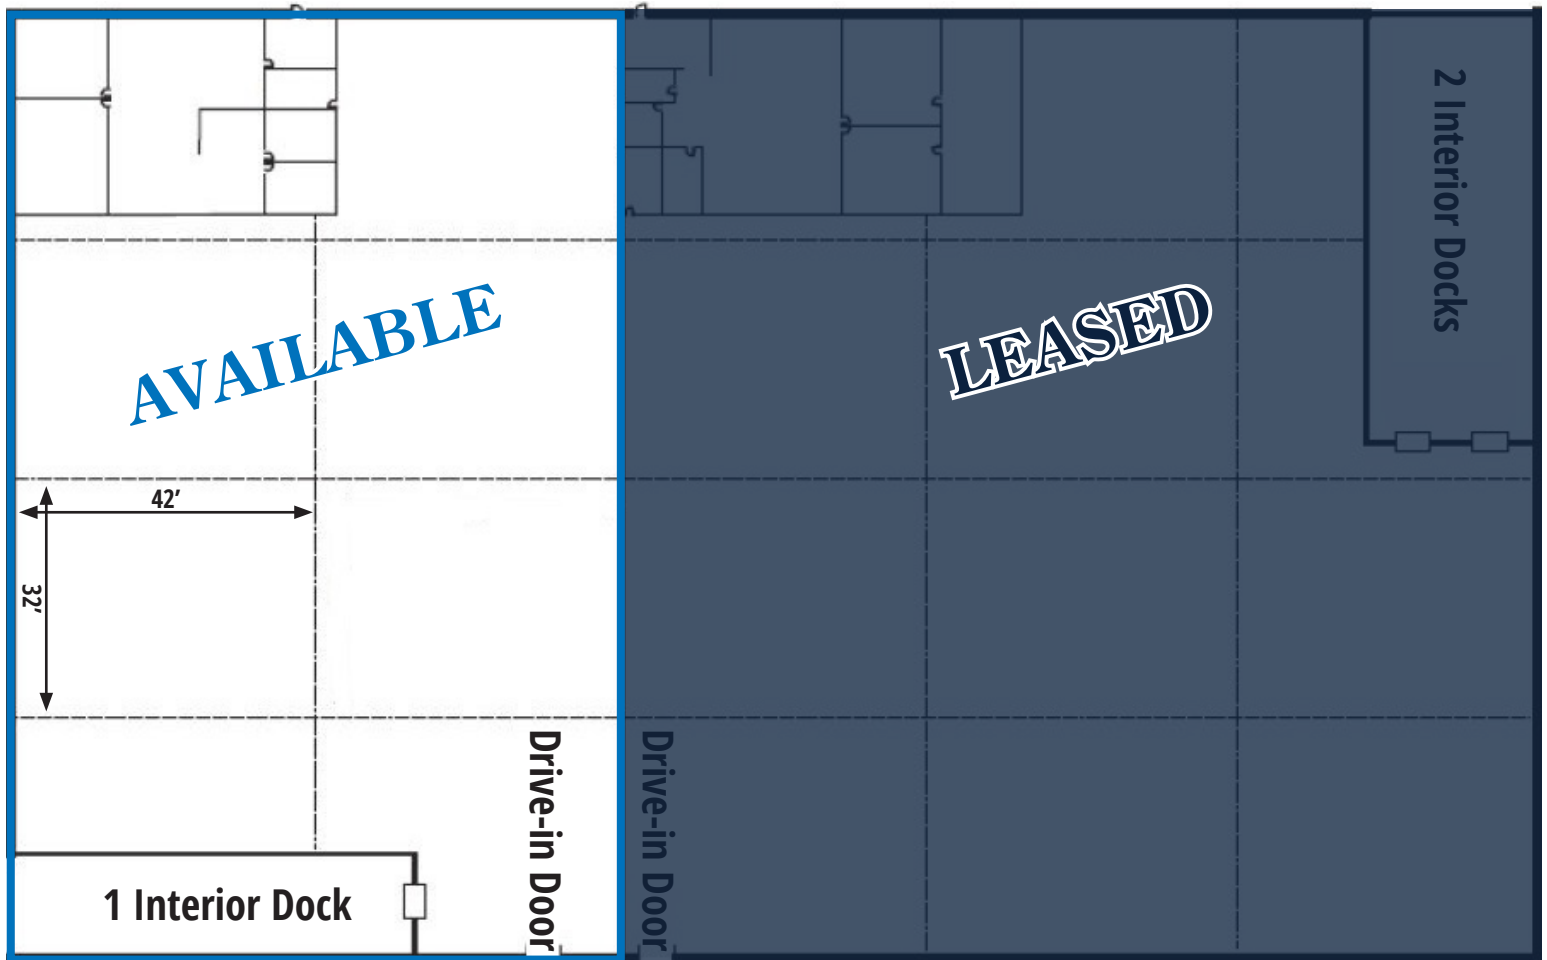 2 Interior Docks
AVAILABLE
LEASED
42’
32’
Drive-in Door
Drive-in Door
1 Interior Dock